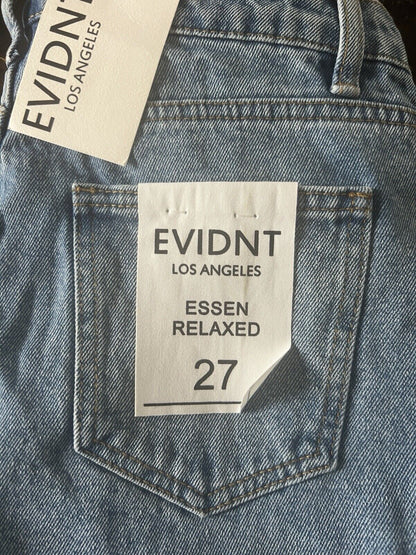 EVIDNT
LOS ANGELES
EVIDNT
LOS ANGELES
ESSEN
RELAXED
27